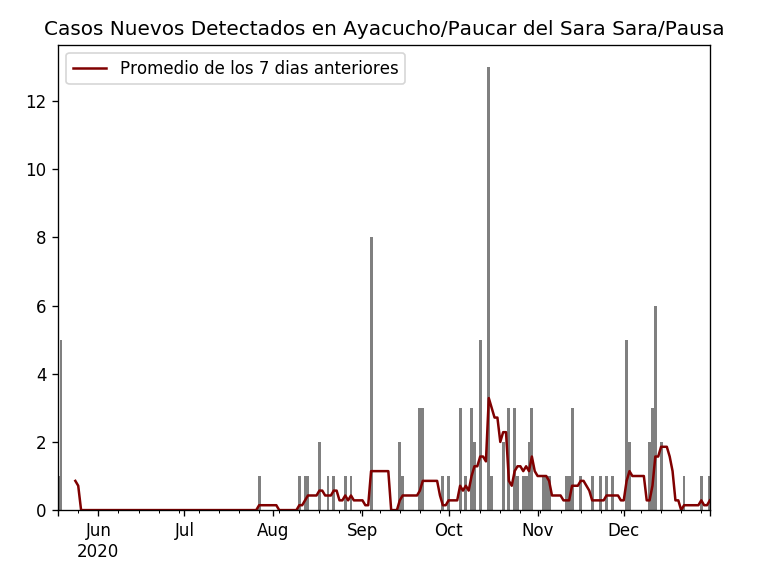 Casos Nuevos Detectados en Ayacucho/Paucar del Sara Sara/Pausa
Promedio de los 7 dias anteriores
12
10
8
6
4
2
0
Jun Jul Aug Sep Oct Nov Dec
2020